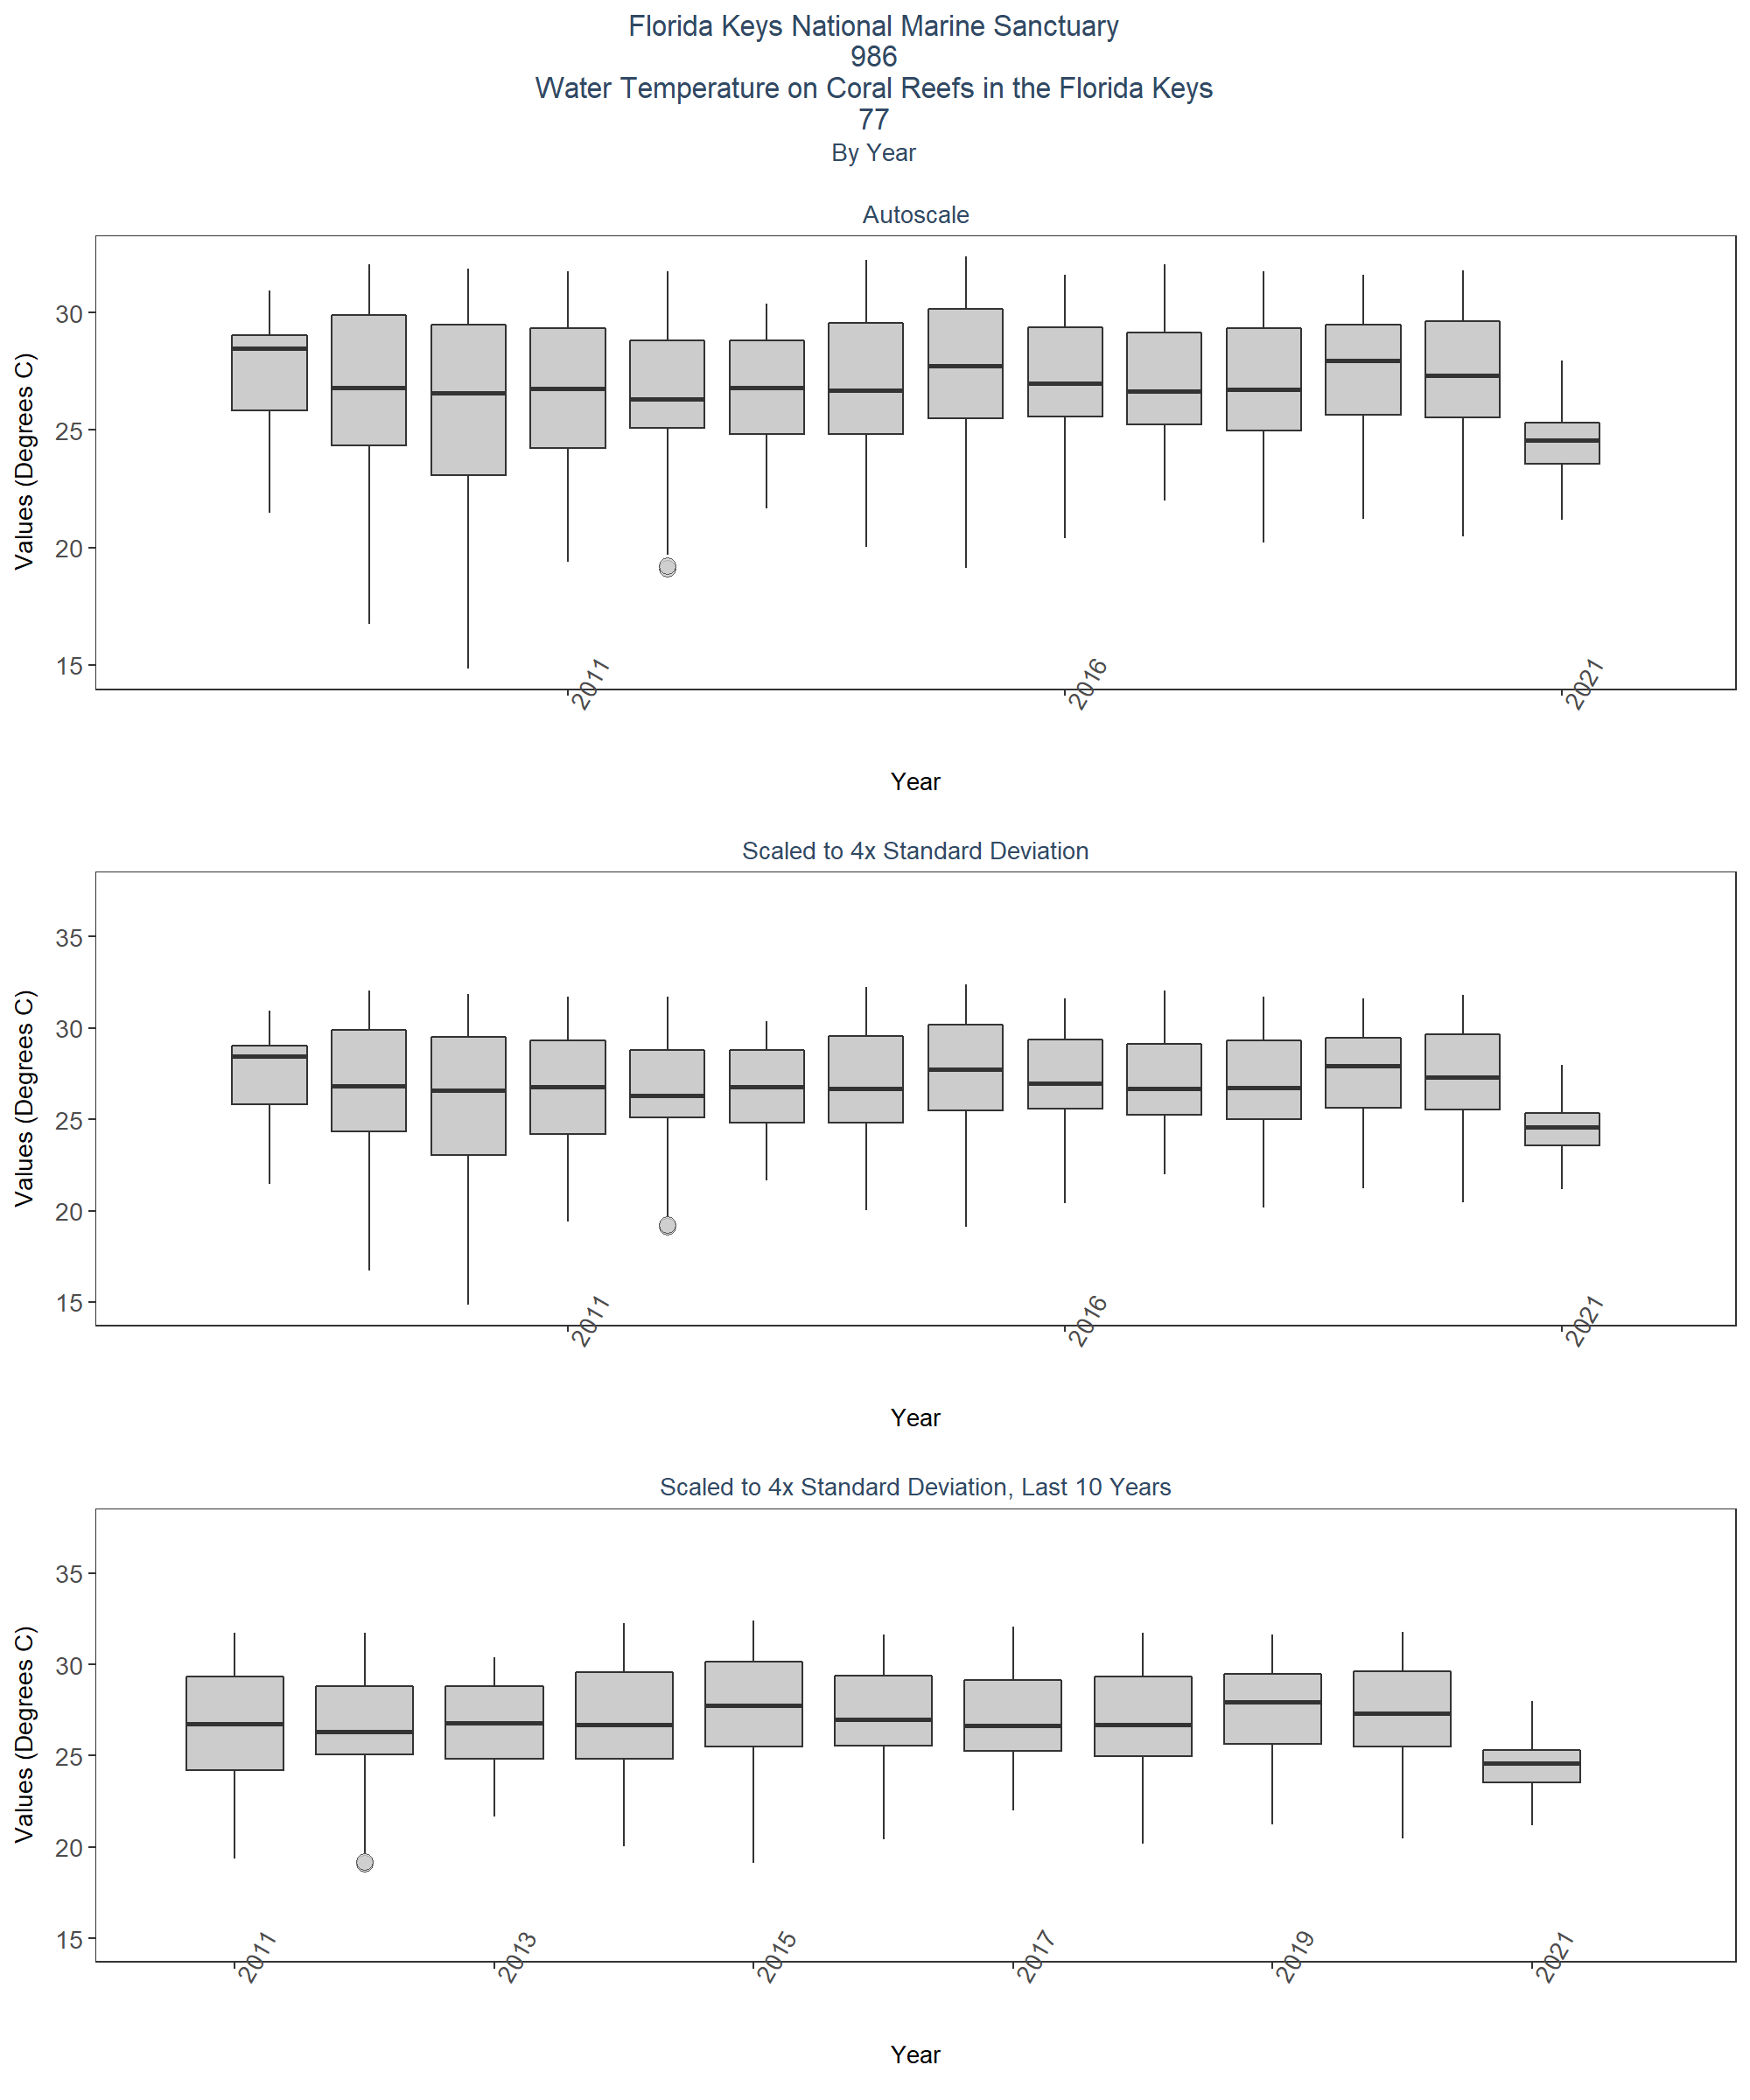 Florida Keys National Marine Sanctuary
986
Water Temperature on Coral Reefs in the Florida Keys
77
By Year
Autoscale
Values (Degrees C)
30
25
20
15
2011
2016
2021
Year
Scaled to 4x Standard Deviation
Values (Degrees C)
35
30
25
20
15
2011
2016
2021
Year
Scaled to 4x Standard Deviation, Last 10 Years
Values (Degrees C)
35
30
25
20
15
2011
2013
2015
2017
2019
2021
Year